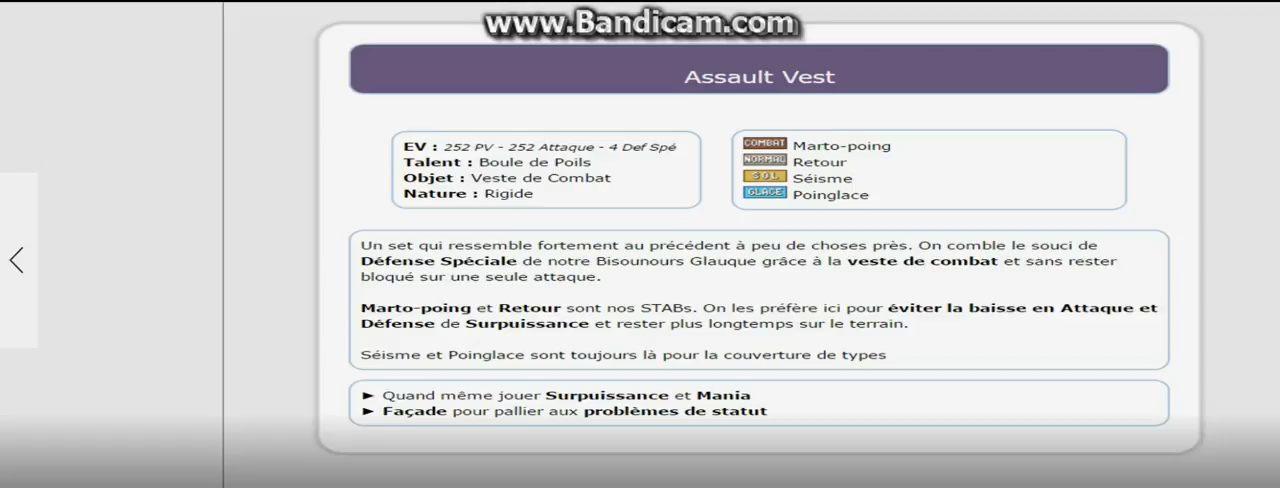 www.Bandicam.com
Assault Vest
EV : 252 PV - 252 Attaque - 4 Def Spé
Talent : Boule de Poils
Objet : Veste de Combat
Nature : Rigide
COMBAT Marto-poing
NORMAL Retour
SOL Séisme
GLACE Poinglace
Un set qui ressemble fortement au précédent à peu de choses près. On comble le souci de
Défense Spéciale de notre Bisounours Glauque grâce à la veste de combat et sans rester
bloqué sur une seule attaque.
Marto-poing et Retour sont nos STABs. On les préfère ici pour éviter la baisse en Attaque et
Défense de Surpuissance et rester plus longtemps sur le terrain.
Séisme et Poinglace sont toujours là pour la couverture de types
► Quand même jouer Surpuissance et Mania
► Façade pour pallier aux problèmes de statut